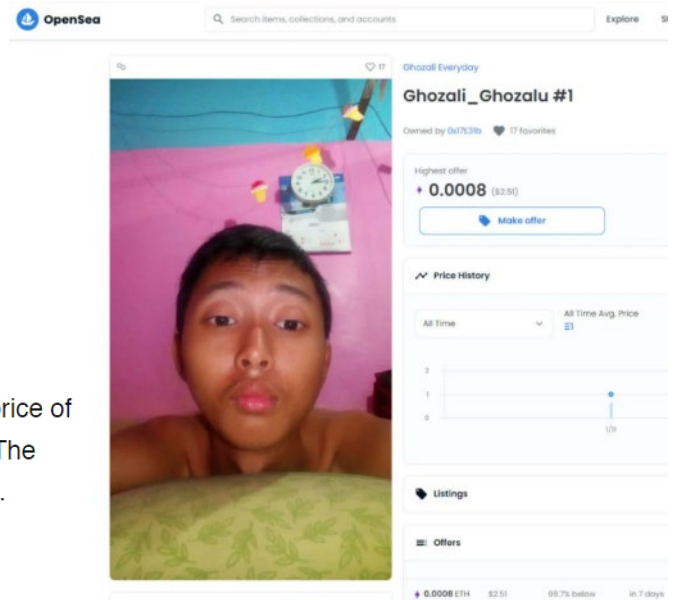 OpenSea
Search items, collections, and accounts
Explore
17
Ghozali Everyday
Ghozali_Ghozalu #1
Owned by 0x17E31b 17 favorites
Highest offer
0.0008 ($2.51)
Make offer
Price History
All Time
All Time Avg. Price
Ξ1
2
1
0
rice of
The
.
Listings
Offers
0.0008 ETH $2.51 99.7% below in 7 days